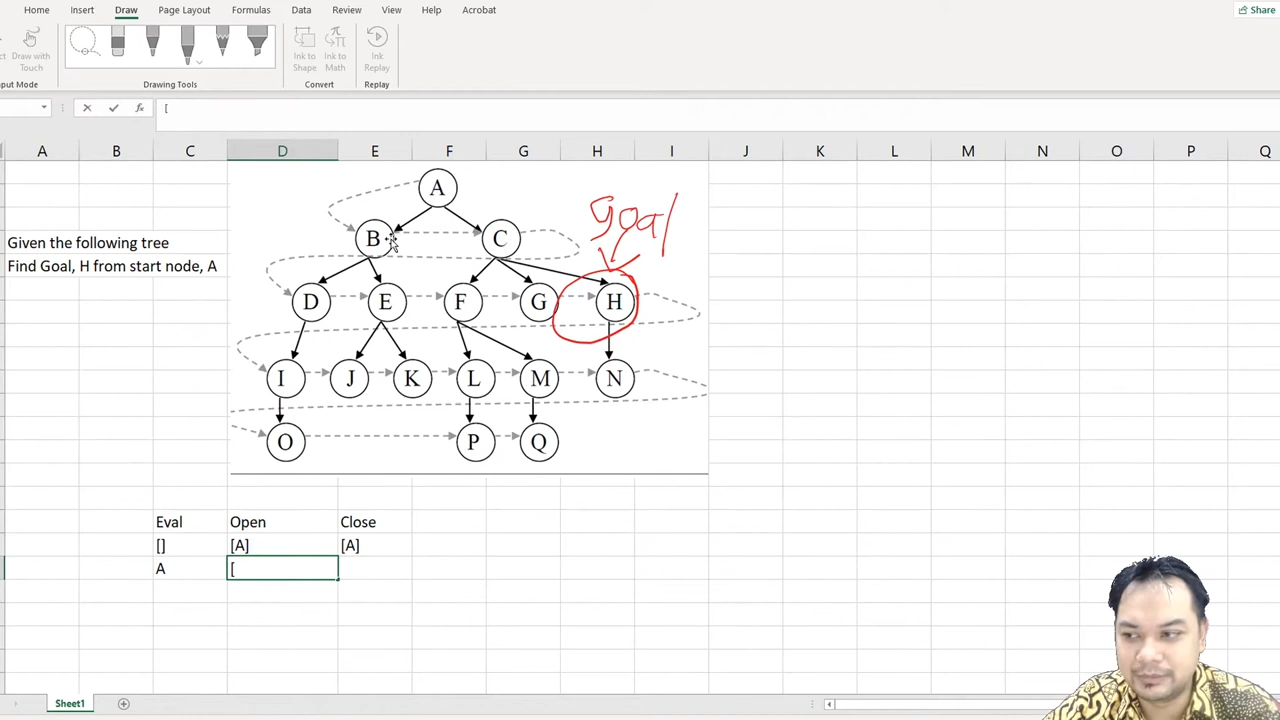 Home Insert Draw Page Layout Formulas Data Review View Help Acrobat
Share
Draw with Touch
Ink to Shape
Ink to Math
Ink Replay
Drawing Tools
Convert
Replay
fx [
A B C D E F G H I J K L M N O P Q
Given the following tree
Find Goal, H from start node, A
Goal
A
B C
D E F G H
I J K L M N
O P Q
Eval Open Close
[] [A] [A]
A [
Sheet1